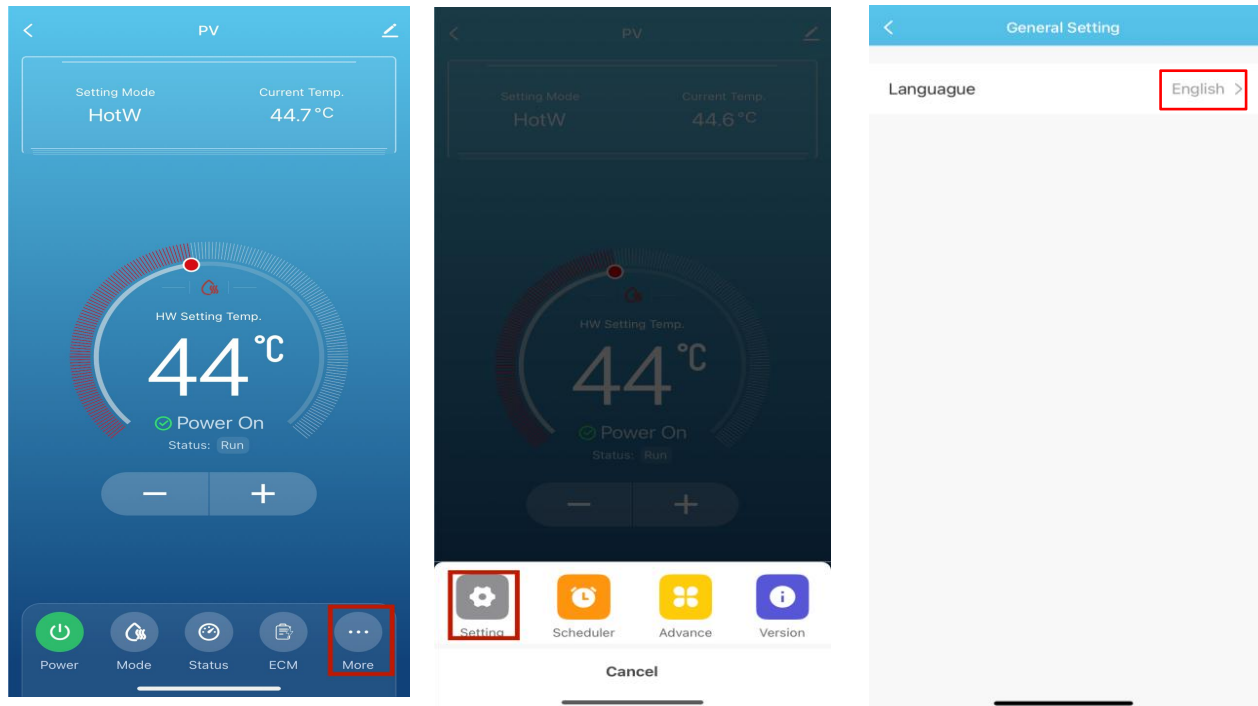 PV
Setting Mode
Current Temp.
HotW
44.7°C
HW Setting Temp.
44°C
Power On
Status: Run
Power
Mode
Status
ECM
More
PV
Setting Mode
Current Temp.
HotW
44.6°C
HW Setting Temp.
44°C
Power On
Status: Run
Setting
Scheduler
Advance
Version
Cancel
General Setting
Languague
English